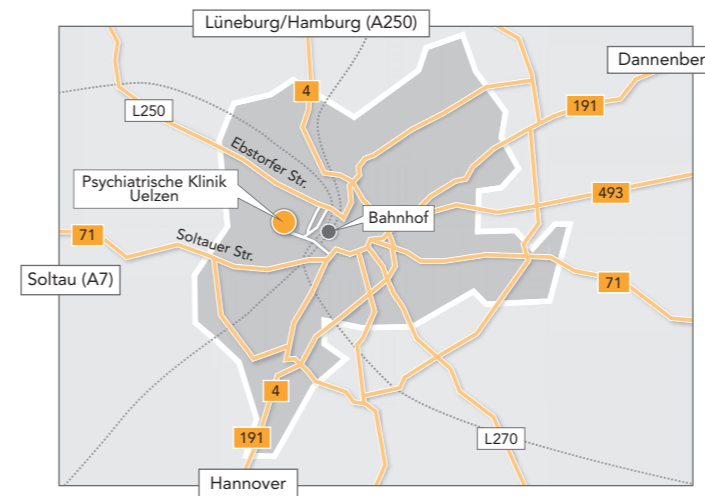 Lüneburg/Hamburg (A250)
Dannenber
4
191
L250
Ebstorfer Str.
Psychiatrische Klinik
Uelzen
493
Bahnhof
71
Soltauer Str.
Soltau (A7)
71
4
191
L270
Hannover